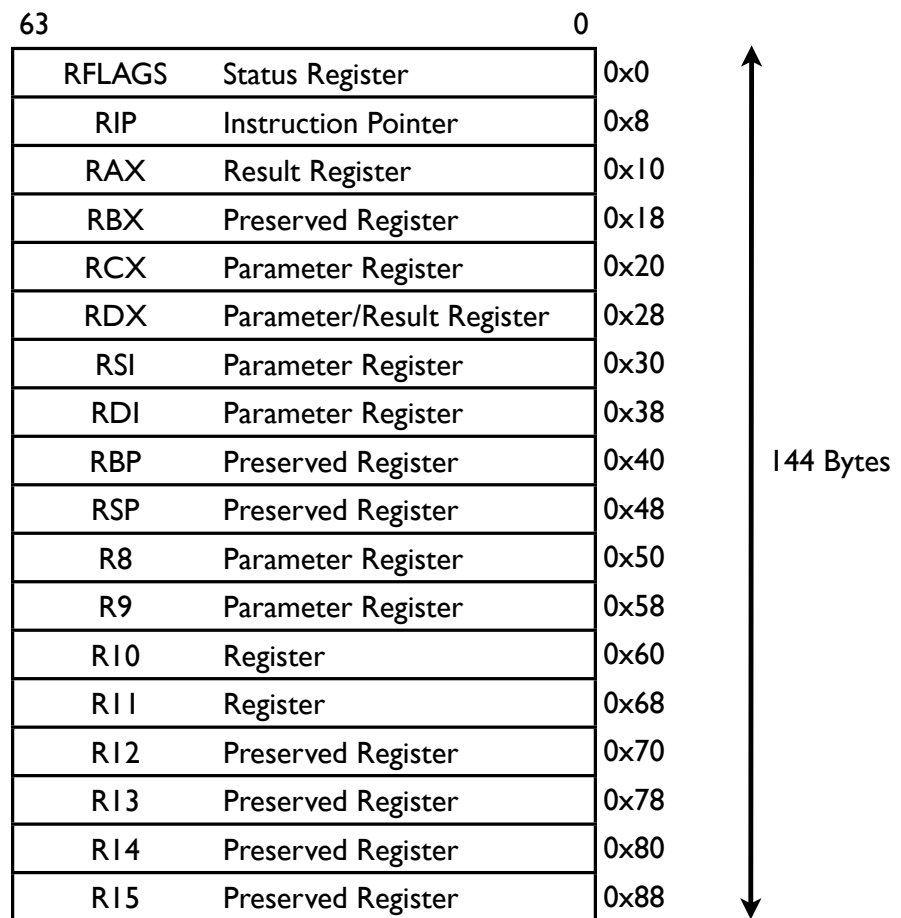 63 0
RFLAGS Status Register 0x0
RIP Instruction Pointer 0x8
RAX Result Register 0x10
RBX Preserved Register 0x18
RCX Parameter Register 0x20
RDX Parameter/Result Register 0x28
RSI Parameter Register 0x30
RDI Parameter Register 0x38
RBP Preserved Register 0x40
144 Bytes
RSP Preserved Register 0x48
R8 Parameter Register 0x50
R9 Parameter Register 0x58
R10 Register 0x60
R11 Register 0x68
R12 Preserved Register 0x70
R13 Preserved Register 0x78
R14 Preserved Register 0x80
R15 Preserved Register 0x88